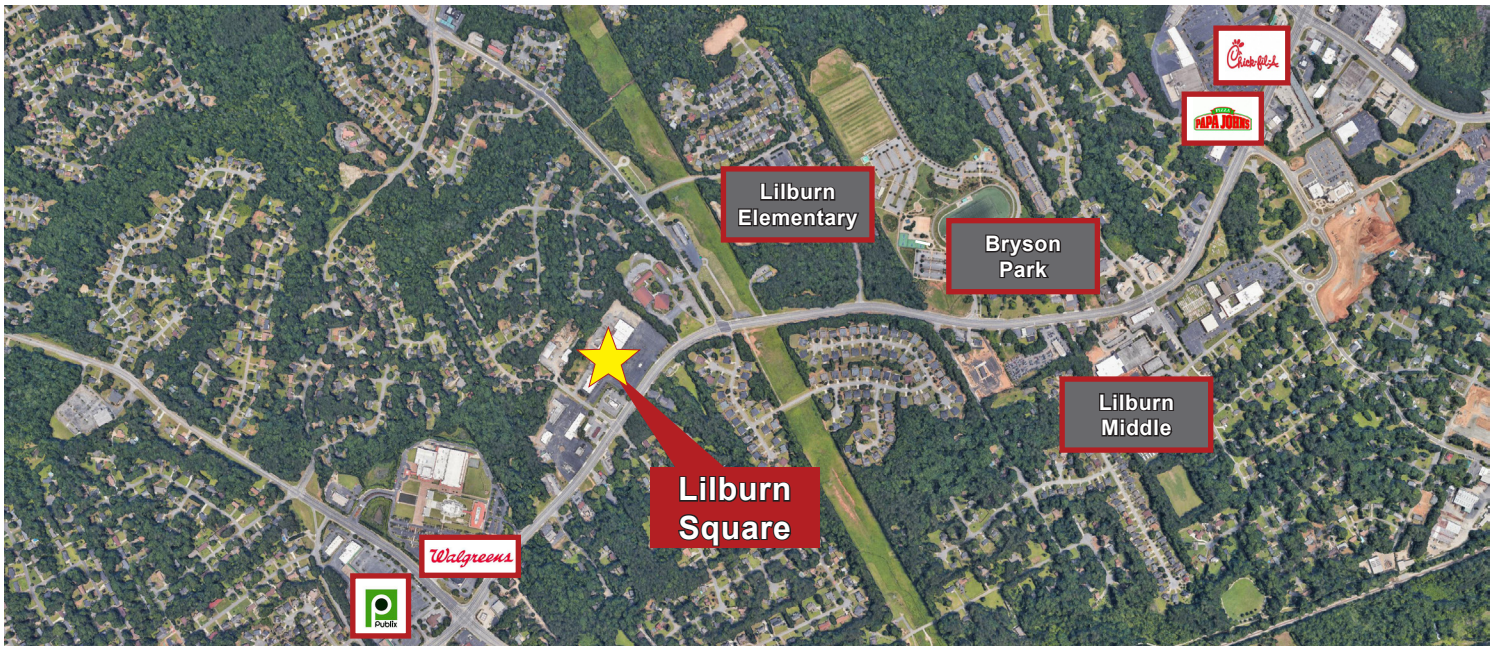 Chick-fil-A
PIZZA
PAPA JOHNS
Lilburn
Elementary
Bryson
Park
Lilburn
Middle
Lilburn
Square
Walgreens
Publix